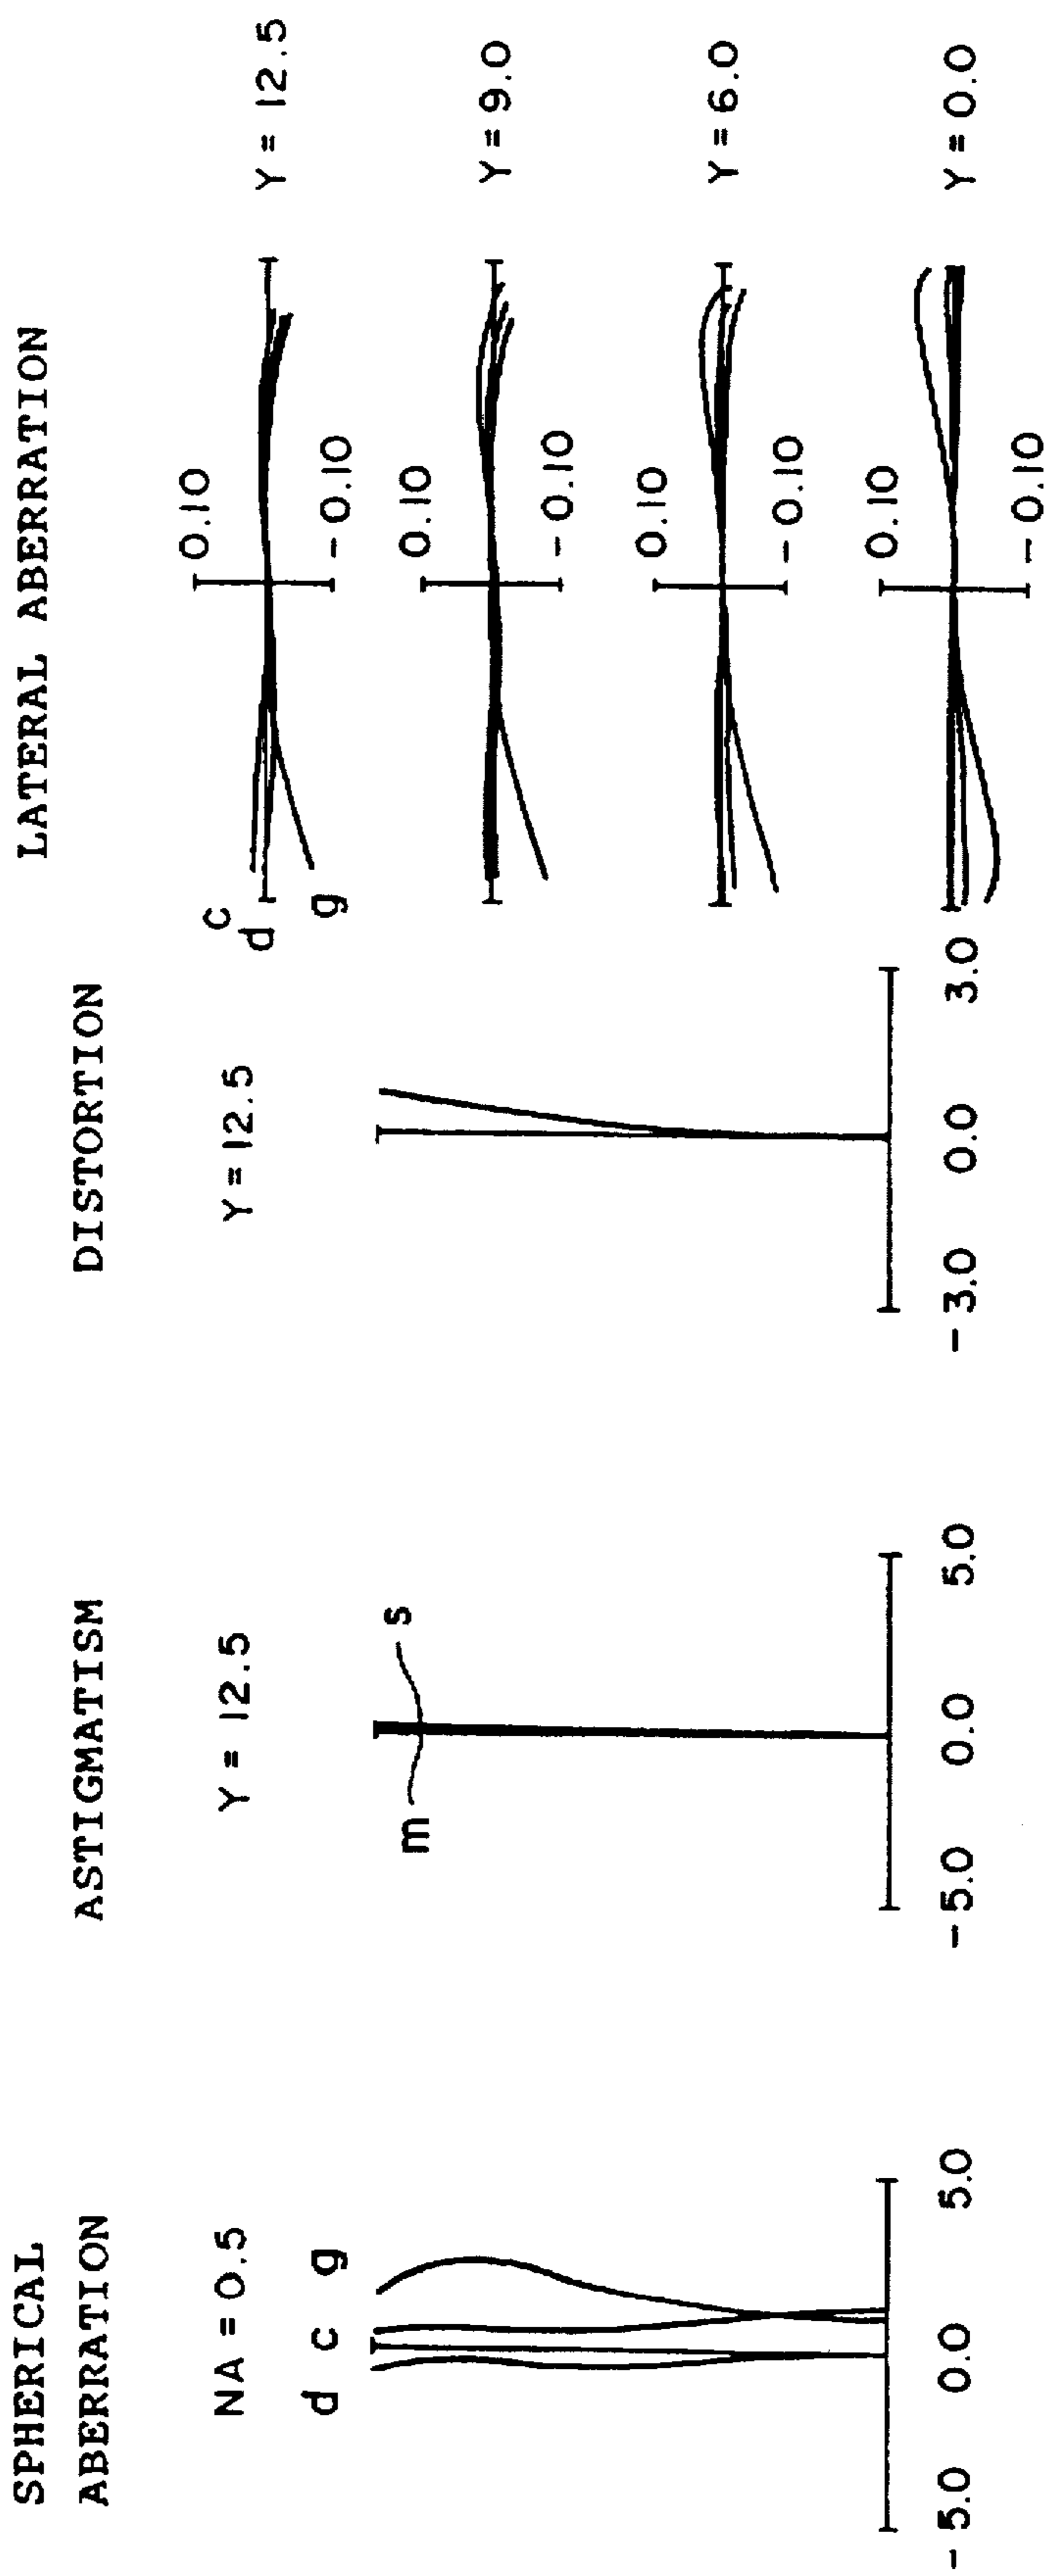 SPHERICAL
ABERRATION
NA = 0.5
d c g
-5.0 0.0 5.0
ASTIGMATISM
Y = 12.5
m s
-5.0 0.0 5.0
DISTORTION
Y = 12.5
-3.0 0.0 3.0
LATERAL ABERRATION
c
d
g
0.10
-0.10
Y = 12.5
0.10
-0.10
Y = 9.0
0.10
-0.10
Y = 6.0
0.10
-0.10
Y = 0.0